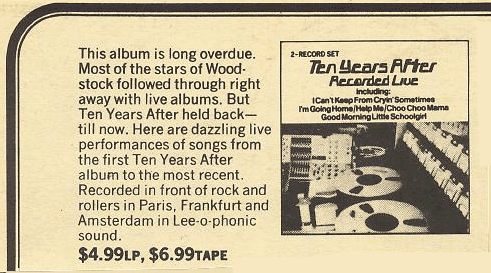 This album is long overdue.
Most of the stars of Wood-
stock followed through right
away with live albums. But
Ten Years After held back—
till now. Here are dazzling live
performances of songs from
the first Ten Years After
album to the most recent.
Recorded in front of rock and
rollers in Paris, Frankfurt and
Amsterdam in Lee-o-phonic
sound.
$4.99LP, $6.99TAPE
2-RECORD SET
Ten Years After
Recorded Live
Including:
I Can't Keep From Cryin' Sometimes
I'm Going Home/Help Me/Choo Choo Mama
Good Morning Little Schoolgirl